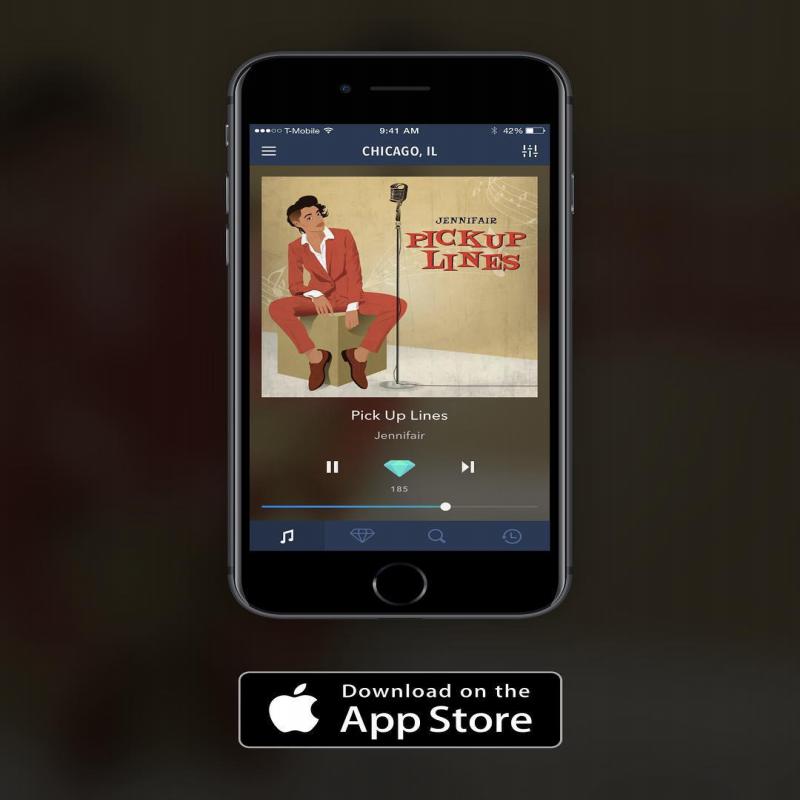 T-Mobile 9:41 AM 42%
CHICAGO, IL
JENNIFAIR
PICKUP
LINES
Pick Up Lines
Jennifair
185
Download on the
App Store